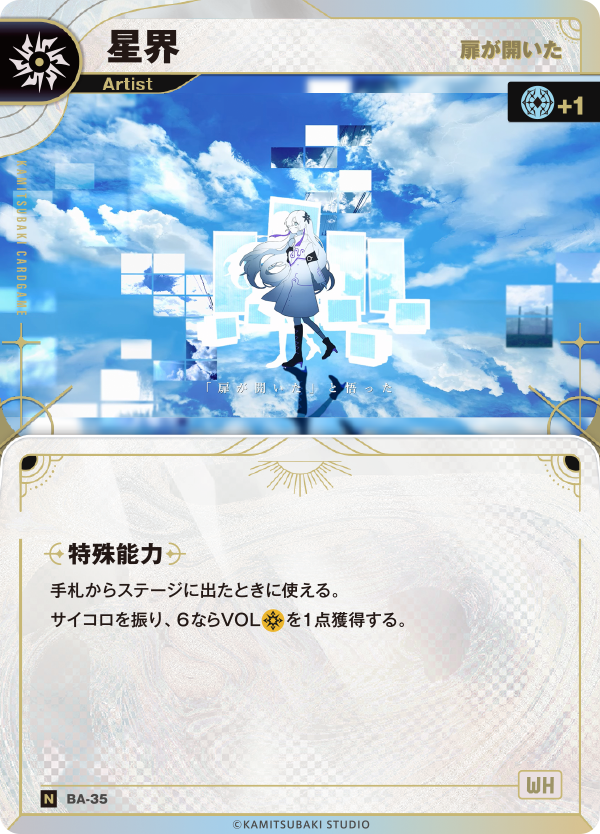 星界
扉が開いた
Artist
+1
KAMITSUBAKI CARDGAME
「扉が開いた」と悟った
特殊能力
手札からステージに出たときに使える。
サイコロを振り、6ならVOLを1点獲得する。
N BA-35
WH
©KAMITSUBAKI STUDIO